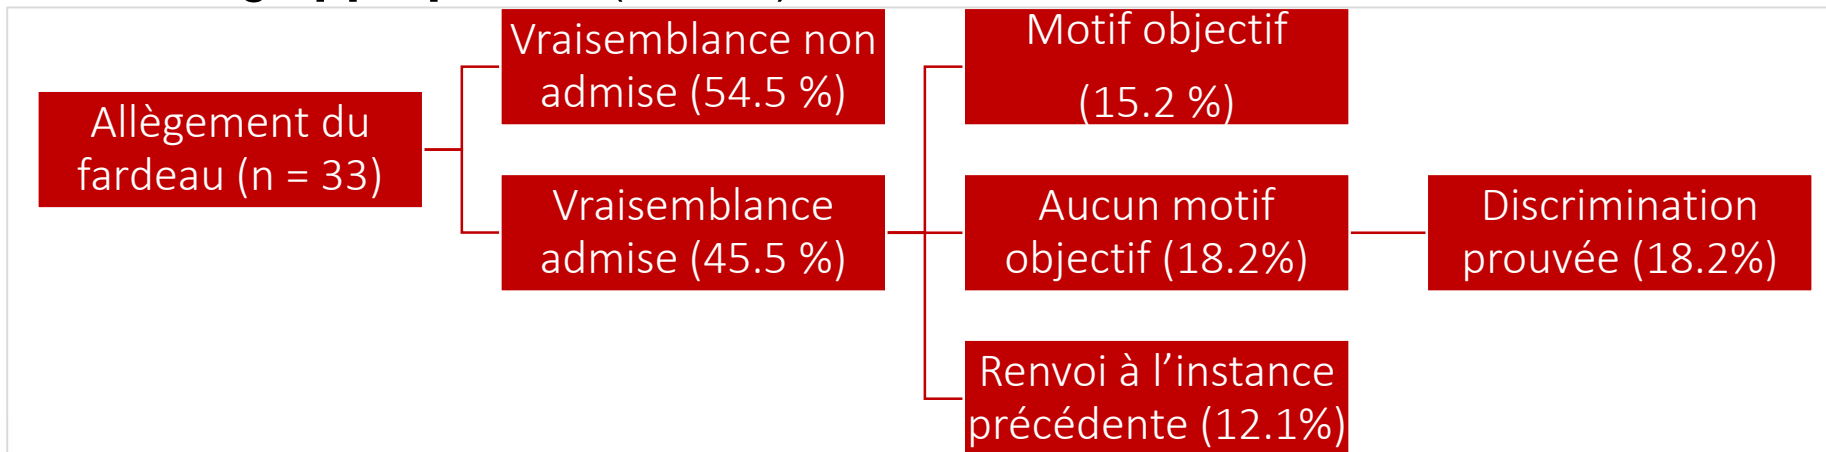 Allègement du
fardeau (n = 33)
Vraisemblance non
admise (54.5 %)
Vraisemblance
admise (45.5 %)
Motif objectif
(15.2 %)
Aucun motif
objectif (18.2%)
Renvoi à l’instance
précédente (12.1%)
Discrimination
prouvée (18.2%)